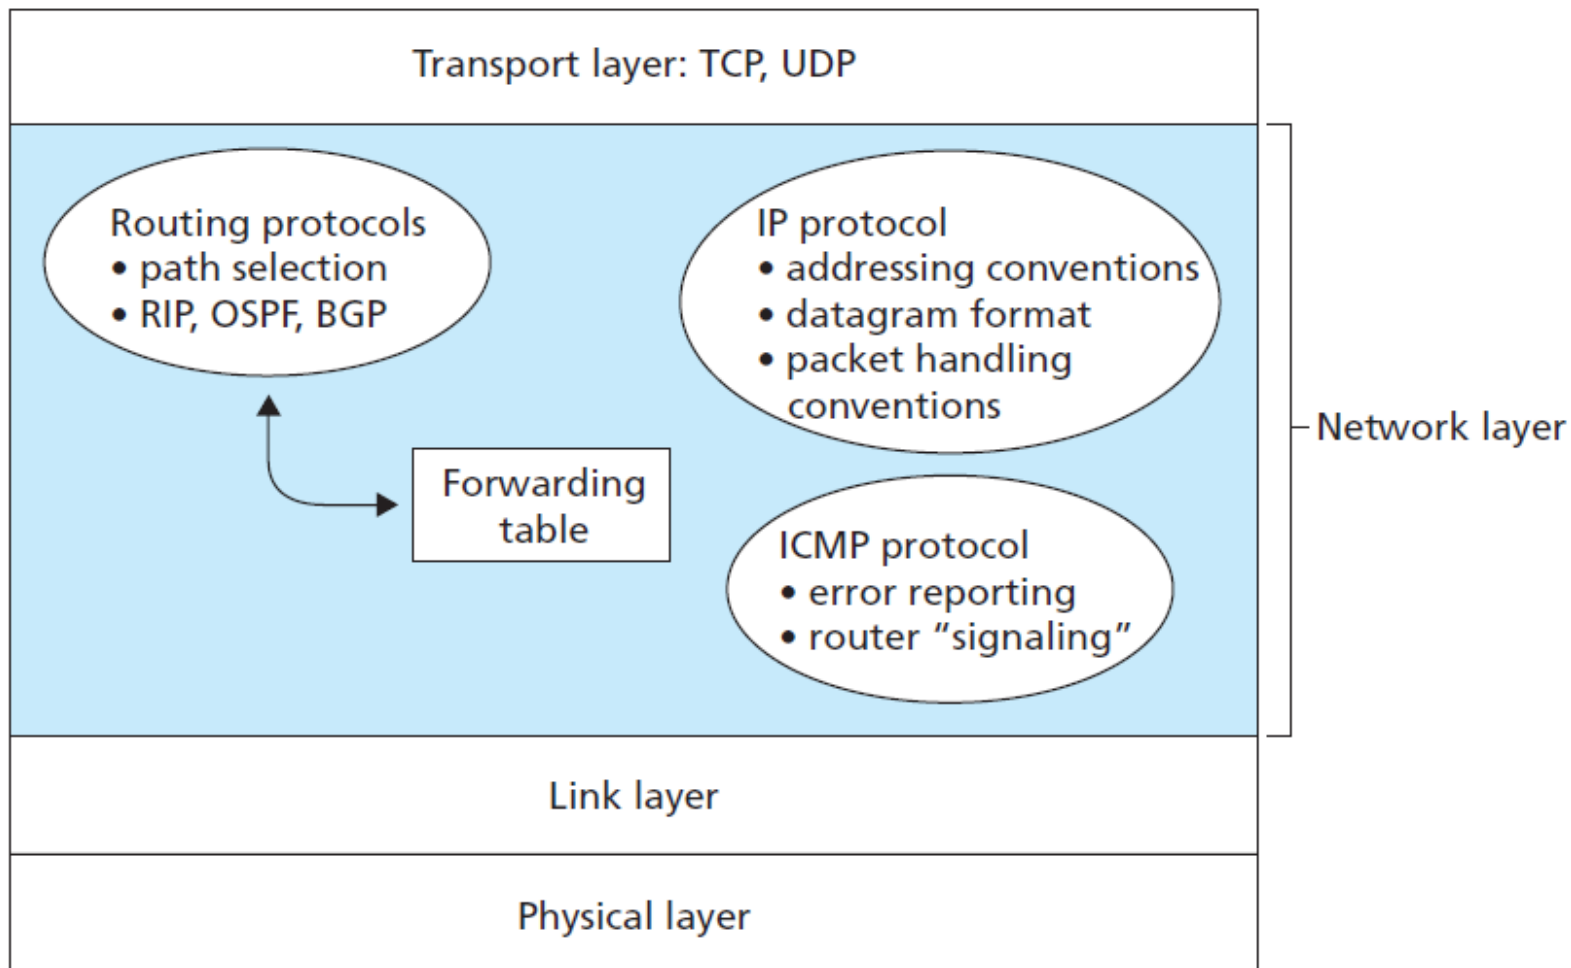 Transport layer: TCP, UDP
Routing protocols
• path selection
• RIP, OSPF, BGP
IP protocol
• addressing conventions
• datagram format
• packet handling
conventions
Network layer
Forwarding
table
ICMP protocol
• error reporting
• router “signaling”
Link layer
Physical layer